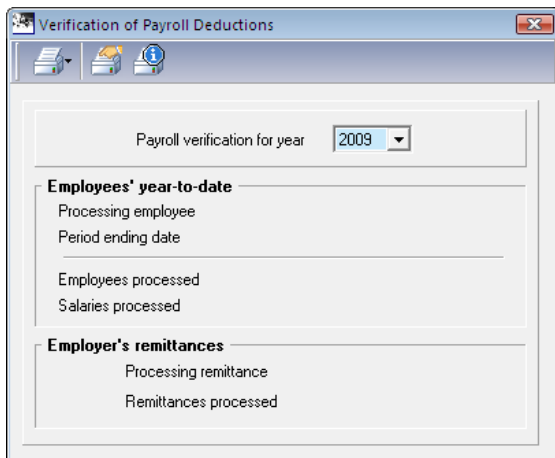 Verification of Payroll Deductions
Payroll verification for year 2009
Employees' year-to-date
Processing employee
Period ending date
Employees processed
Salaries processed
Employer's remittances
Processing remittance
Remittances processed